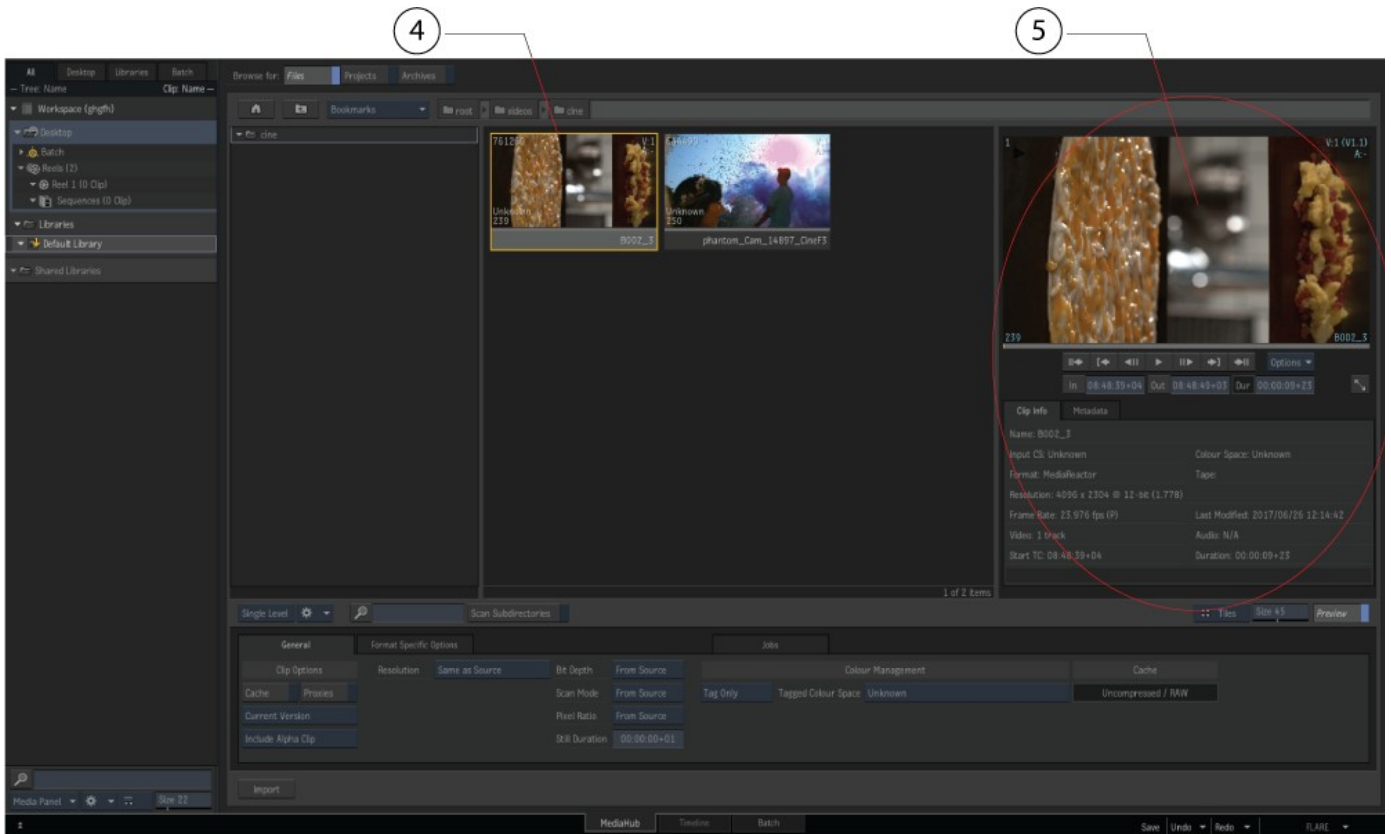 4
5
All Desktop Libraries Batch
Tree: Name Clip: Name
Workspace (ghgfh)
Desktop
Batch
Reels (2)
Reel 1 (0 Clip)
Sequences (0 Clip)
Libraries
Default Library
Shared Libraries
Media Panel Size 22
Browse for: Files Projects Archives
Bookmarks root videos cine
cine
V:1
A:-
Unknown
239
B002_3
Unknown
250
phantom_Cam_14897_CineF3
1 of 2 items
1 V:1 (V1.1)
A:-
239 B002_3
Options
In 08:48:39+04 Out 08:48:49+03 Dur 00:00:09+23
Clip Info Metadata
Name: B002_3
Input CS: Unknown Colour Space: Unknown
Format: MediaReactor Tape:
Resolution: 4096 x 2304 @ 12-bit (1.778)
Frame Rate: 23.976 fps (P) Last Modified: 2017/06/26 12:14:42
Video: 1 track Audio: N/A
Start TC: 08:48:39+04 Duration: 00:00:09+23
Single Level Scan Subdirectories Tiles Size 45 Preview
General Format Specific Options Jobs
Clip Options Resolution Same as Source Bit Depth From Source Colour Management Cache
Cache Proxies Scan Mode From Source Tag Only Tagged Colour Space Unknown Uncompressed / RAW
Current Version Pixel Ratio From Source
Include Alpha Clip Still Duration 00:00:00+01
Import
MediaHub Timeline Batch Save Undo Redo FLARE